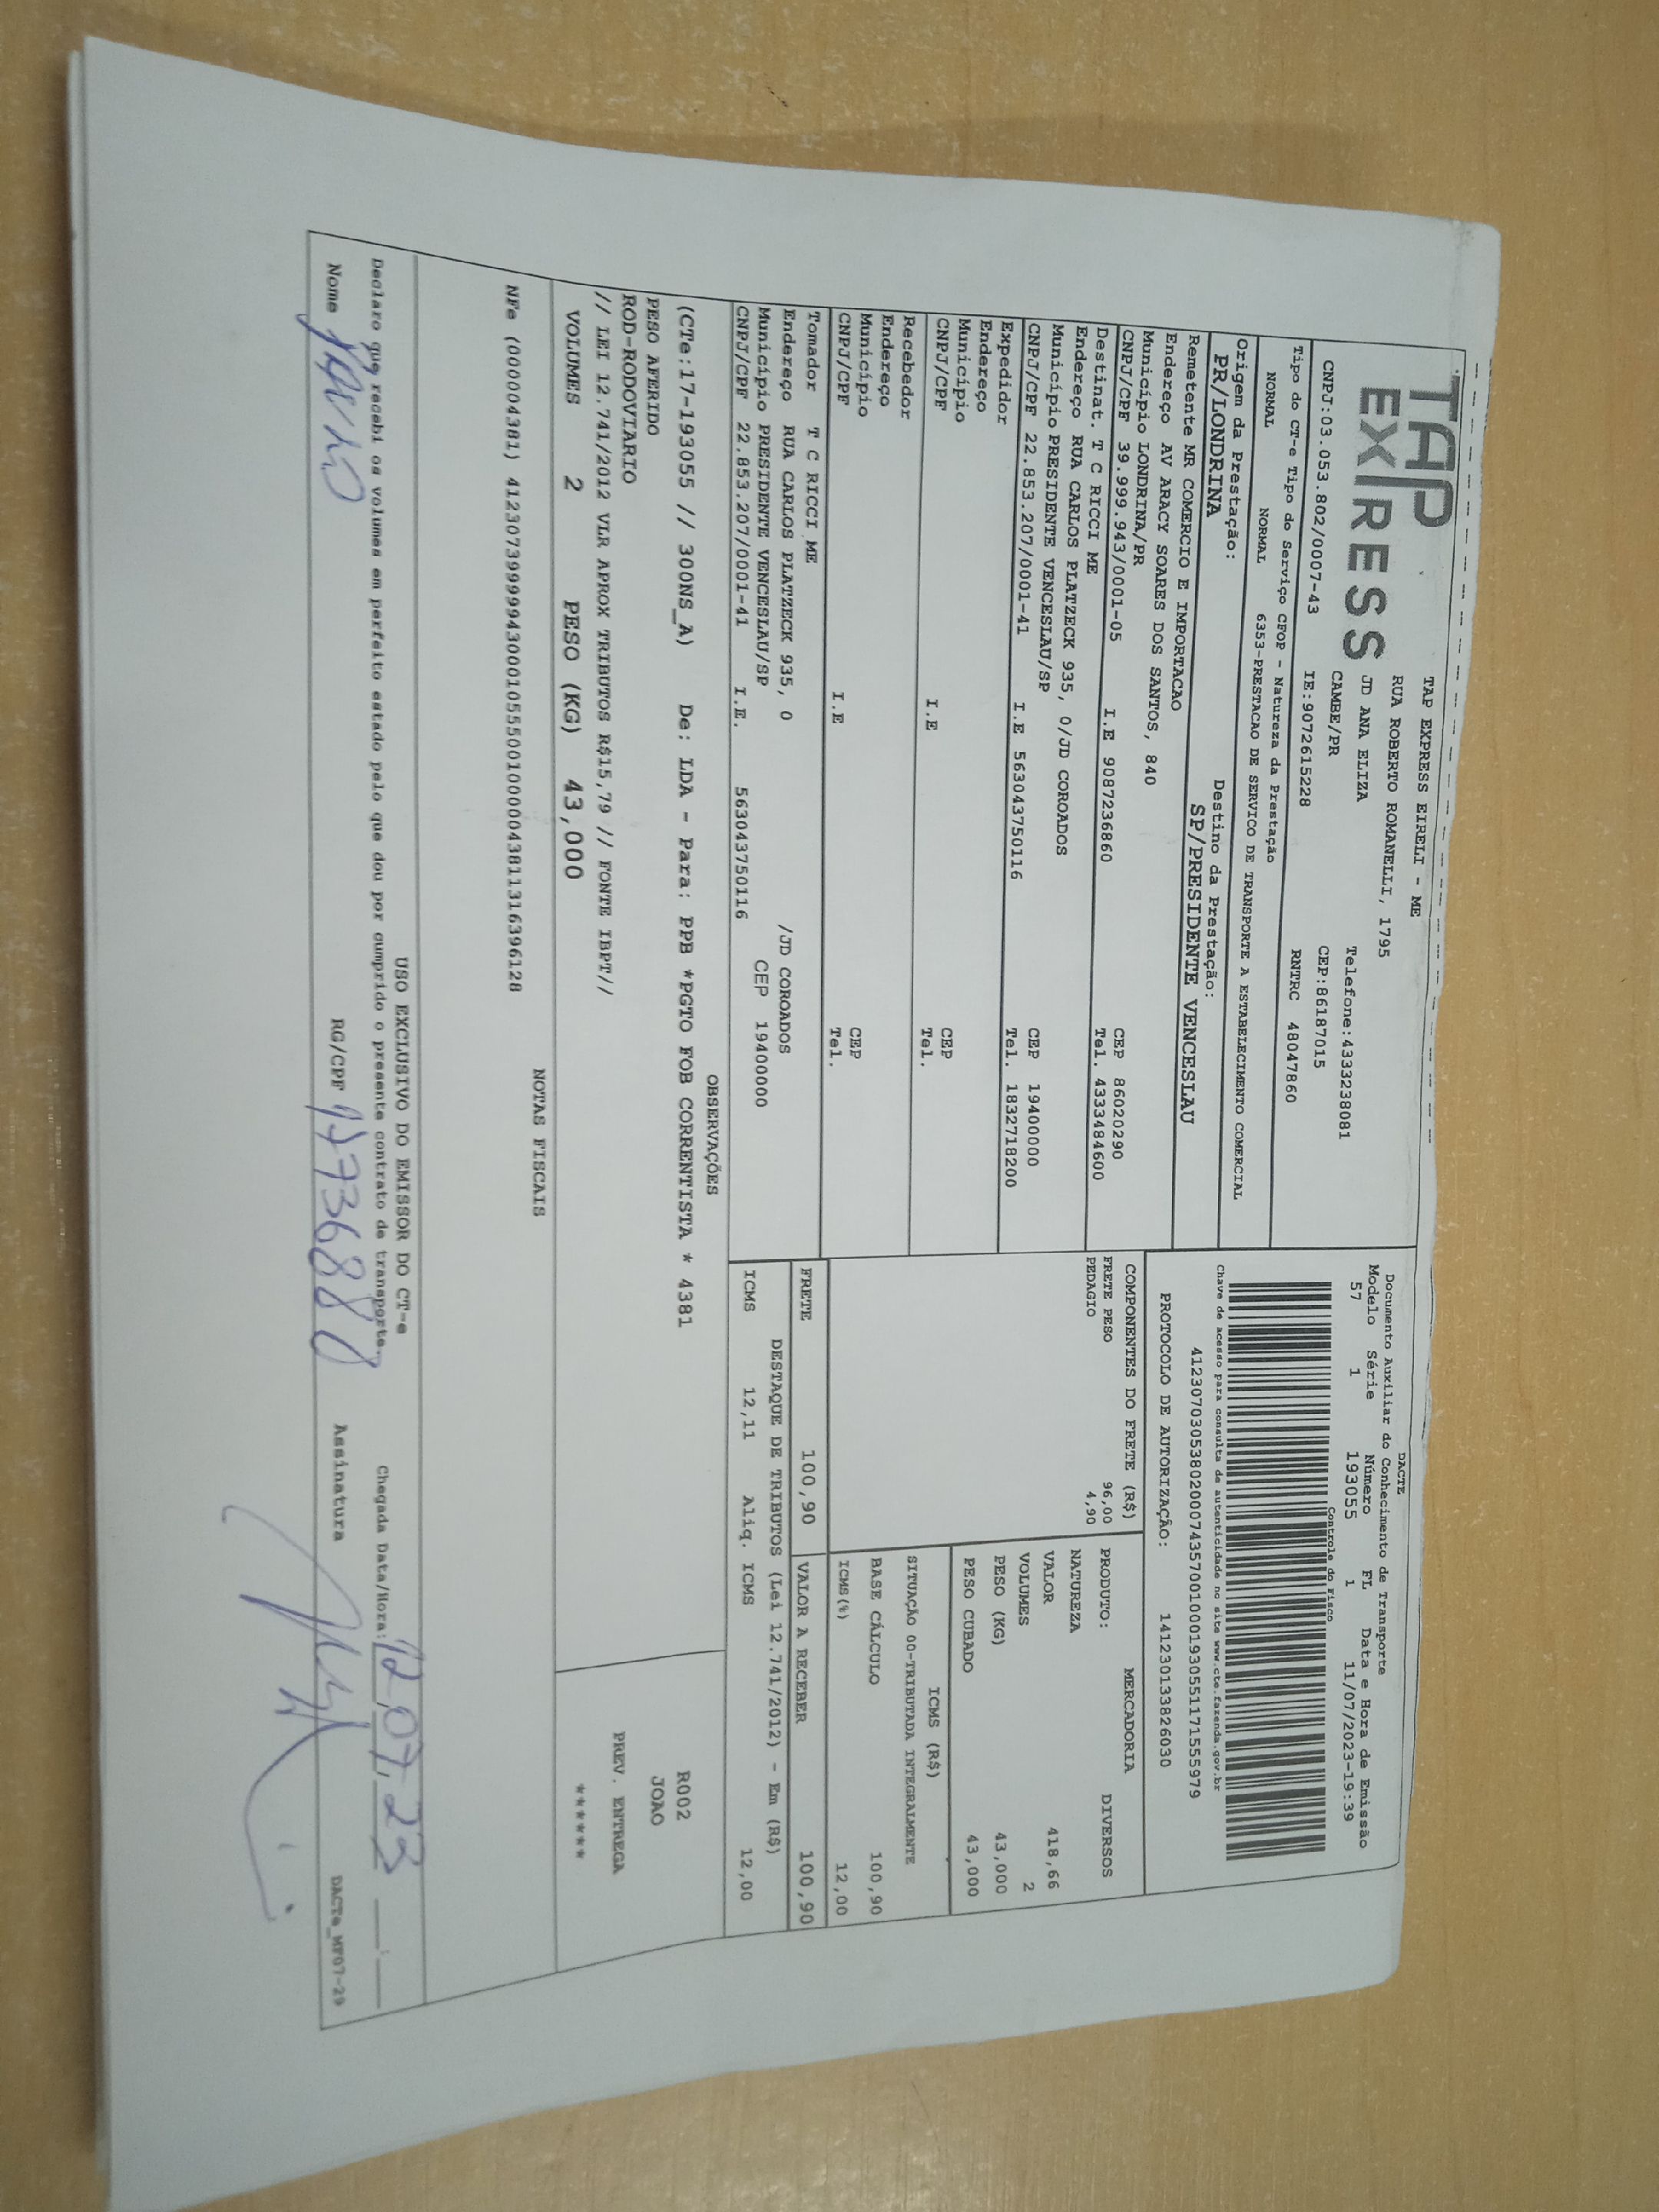 TAP
EXPRESS
TAP EXPRESS EIRELI - ME
RUA ROBERTO ROMANELLI, 1795
JD ANA ELIZA
CAMBE/PR
Telefone:4333238081
CEP:86187015
CNPJ:03.053.802/0007-43 IE:9072615228 RNTRC 48047860
Tipo do CT-e Tipo do Serviço CFOP - Natureza da Prestação
NORMAL NORMAL 6353-PRESTACAO DE SERVICO DE TRANSPORTE A ESTABELECIMENTO COMERCIAL
Origem da Prestação: Destino da Prestação:
PR/LONDRINA SP/PRESIDENTE VENCESLAU
DACTE
Documento Auxiliar do Conhecimento de Transporte
Modelo Série Número FL Data e Hora de Emissão
57 1 193055 1 11/07/2023-19:39
Controle do Fisco
Chave de acesso para consulta de autenticidade no site www.cte.fazenda.gov.br
41230703053802000743570010001930551171555979
PROTOCOLO DE AUTORIZAÇÃO: 141230133826030
Remetente MR COMERCIO E IMPORTACAO
Endereço AV ARACY SOARES DOS SANTOS, 840
Município LONDRINA/PR CEP 86020290
CNPJ/CPF 39.999.943/0001-05 I.E 9087236860 Tel. 4333484600
Destinat. T C RICCI ME
Endereço RUA CARLOS PLATZECK 935, 0/JD COROADOS
Município PRESIDENTE VENCESLAU/SP CEP 19400000
CNPJ/CPF 22.853.207/0001-41 I.E 563043750116 Tel. 1832718200
Expedidor
Endereço
Município CEP
CNPJ/CPF I.E Tel.
Recebedor
Endereço
Município CEP
CNPJ/CPF I.E Tel.
Tomador T C RICCI ME
Endereço RUA CARLOS PLATZECK 935, 0 /JD COROADOS
Município PRESIDENTE VENCESLAU/SP CEP 19400000
CNPJ/CPF 22.853.207/0001-41 I.E. 563043750116
COMPONENTES DO FRETE (R$)
FRETE PESO 96,00
PEDAGIO 4,90
MERCADORIA
PRODUTO: DIVERSOS
NATUREZA
VALOR 418,66
VOLUMES 2
PESO (KG) 43,000
PESO CUBADO 43,000
ICMS (R$)
SITUAÇÃO 00-TRIBUTADA INTEGRALMENTE
BASE CÁLCULO 100,90
ICMS(%) 12,00
FRETE 100,90 VALOR A RECEBER 100,90
DESTAQUE DE TRIBUTOS (Lei 12.741/2012) - Em (R$)
ICMS 12,11 Aliq. ICMS 12,00
OBSERVAÇÕES
(CTe:17-193055 // 300NS_A) De: LDA - Para: PPB *PGTO FOB CORRENTISTA * 4381
PESO AFERIDO
ROD-RODOVIARIO
// LEI 12.741/2012 VLR APROX TRIBUTOS R$15,79 // FONTE IBPT//
VOLUMES 2 PESO (KG) 43,000
R002
JOAO
PREV. ENTREGA
******
NOTAS FISCAIS
NFe (000004381) 41230739999943000105550010000043811316396128
USO EXCLUSIVO DO EMISSOR DO CT-e
Declaro que recebi os volumes em perfeito estado pelo que dou por cumprido o presente contrato de transporte. Chegada Data/Hora: 12,07,23
Nome RG/CPF Assinatura DACTe_MF07-29